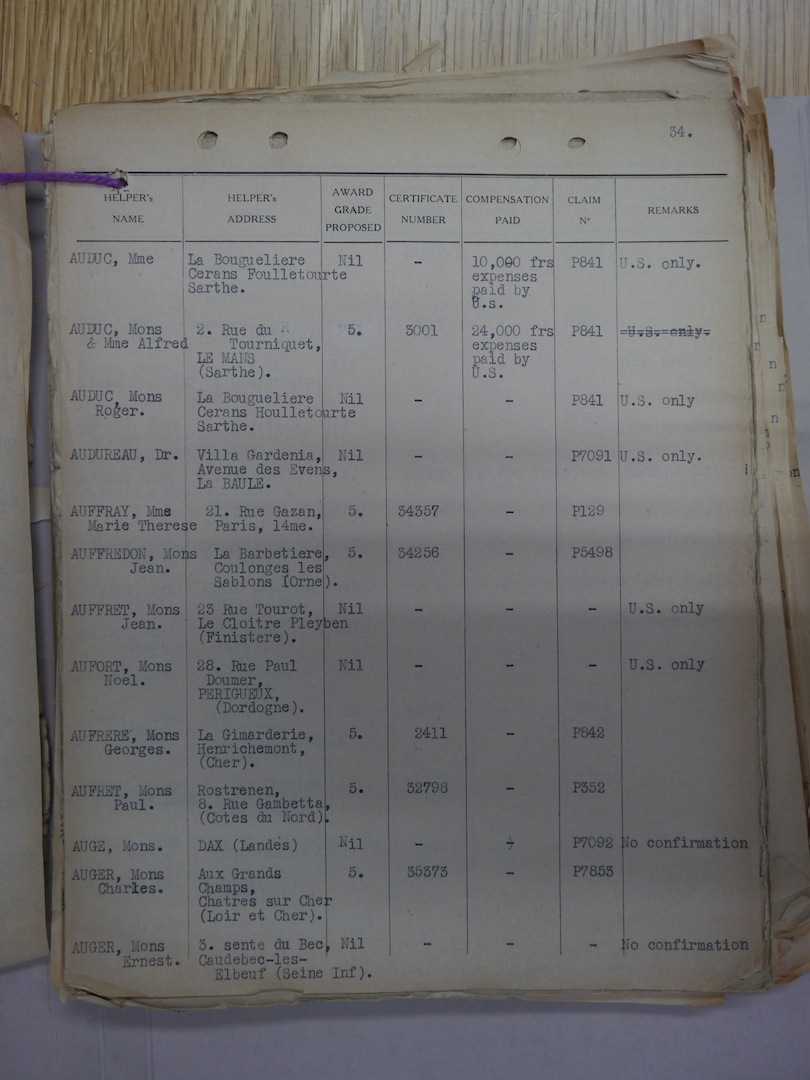 34.
HELPER's NAME HELPER's ADDRESS AWARD GRADE PROPOSED CERTIFICATE NUMBER COMPENSATION PAID CLAIM Nº REMARKS
AUDUC, Mme La Bougueliere Nil - 10,000 frs P841 U.S. only.
Cerans Foulletourte expenses
Sarthe. paid by
U.s.
AUDUC, Mons 2. Rue du 5. 3001 24,000 frs P841 =U.S.=only.
& Mme Alfred Tourniquet, expenses
LE MANS paid by
(Sarthe). U.S.
AUDUC, Mons La Bougueliere Nil - - P841 U.S. only
Roger. Cerans Houlletourte
Sarthe.
AUDUREAU, Dr. Villa Gardenia, Nil - - P7091 U.S. only.
Avenue des Evens,
La BAULE.
AUFFRAY, Mme 21. Rue Gazan, 5. 34357 - P129
Marie Therese Paris, 14me.
AUFFREDON, Mons La Barbetiere, 5. 34256 - P5498
Jean. Coulonges les
Sablons (Orne).
AUFFRET, Mons 23 Rue Tourot, Nil - - - U.S. only
Jean. Le Cloitre Pleyben
(Finistere).
AUFORT, Mons 28. Rue Paul Nil - - - U.S. only
Noel. Doumer,
PERIGUEUX,
(Dordogne).
AUFRERE, Mons La Gimarderie, 5. 2411 - P842
Georges. Henrichemont,
(Cher).
AUFRET, Mons Rostrenen, 5. 32798 - P352
Paul. 8. Rue Gambetta,
(Cotes du Nord).
AUGE, Mons. DAX (Landes) Nil - - P7092 No confirmation
AUGER, Mons Aux Grands 5. 35373 - P7853
Charles. Champs,
Chatres sur Cher
(Loir et Cher).
AUGER, Mons 3. sente du Bec, Nil - - - No confirmation
Ernest. Caudebec-les-
Elbeuf (Seine Inf).